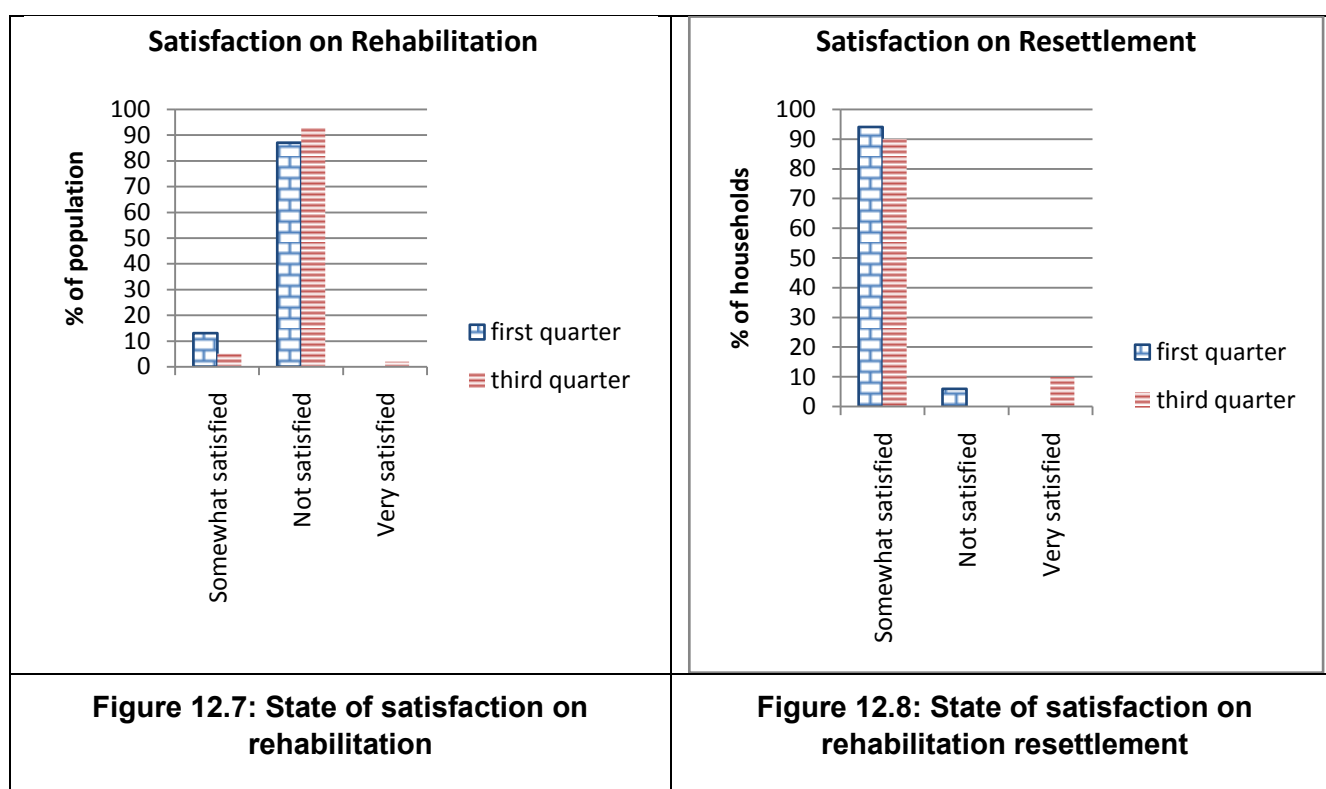 Satisfaction on Rehabilitation
% of population
100
90
80
70
60
50
40
30
20
10
0
Somewhat satisfied
Not satisfied
Very satisfied
first quarter
third quarter
Figure 12.7: State of satisfaction on
rehabilitation
Satisfaction on Resettlement
% of households
100
90
80
70
60
50
40
30
20
10
0
Somewhat satisfied
Not satisfied
Very satisfied
first quarter
third quarter
Figure 12.8: State of satisfaction on
rehabilitation resettlement